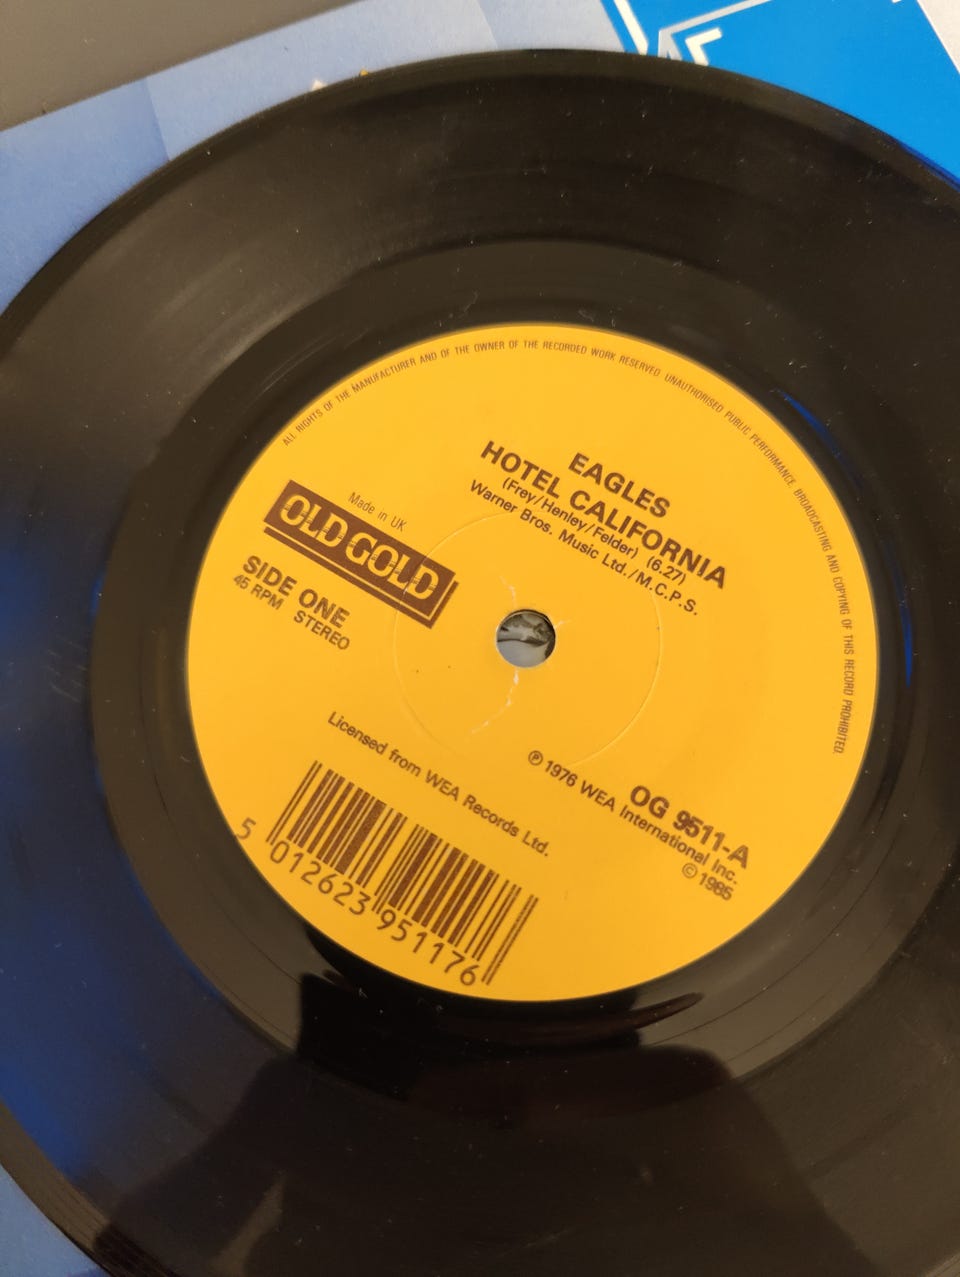 ALL RIGHTS OF THE MANUFACTURER AND OF THE OWNER OF THE RECORDED WORK RESERVED. UNAUTHORISED PUBLIC PERFORMANCE. BROADCASTING AND COPYING OF THIS RECORD PROHIBITED.
EAGLES
HOTEL CALIFORNIA
(Frey/Henley/Felder) (6.27)
Warner Bros. Music Ltd./M.C.P.S.
Made in UK
OLD GOLD
SIDE ONE
45 RPM STEREO
Licensed from WEA Records Ltd.
OG 9511-A
℗ 1976 WEA International Inc.
© 1985
5 012623 951176